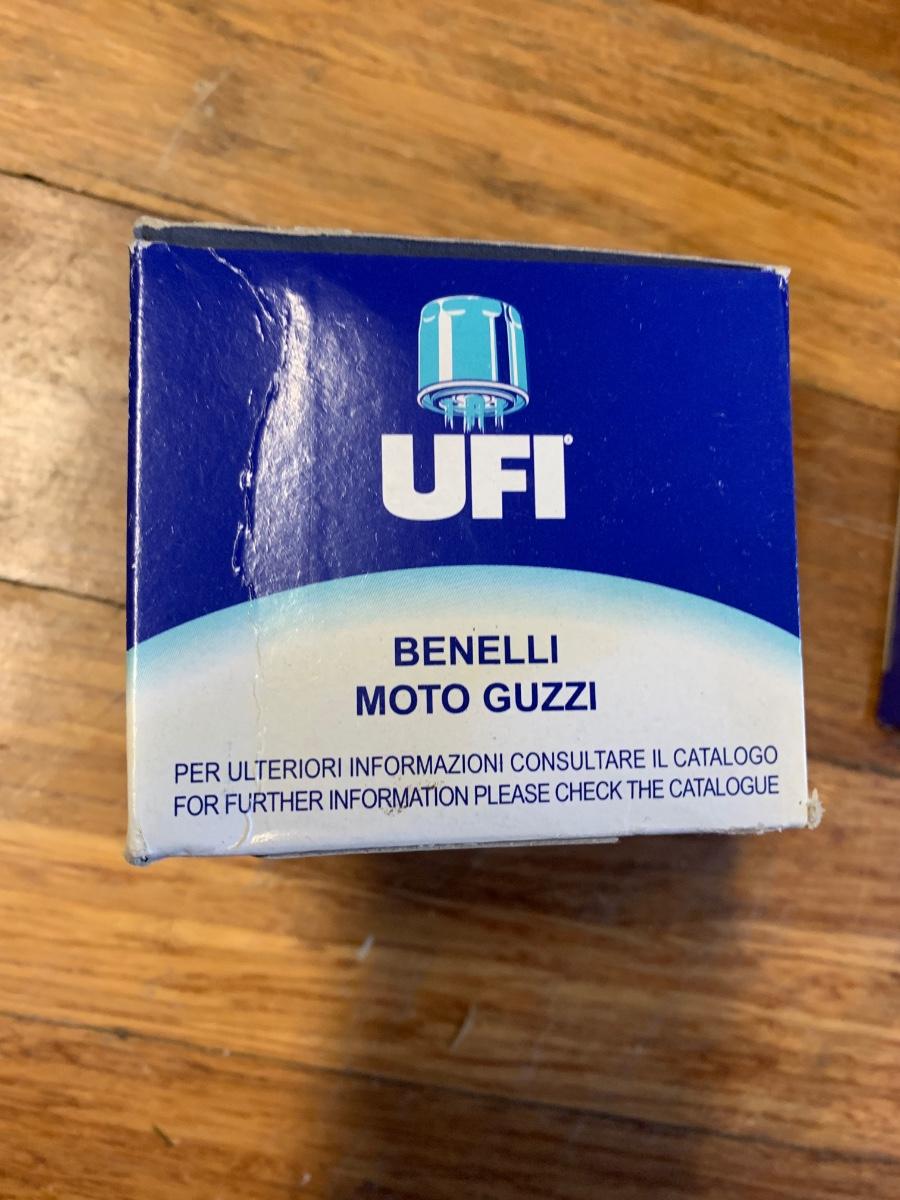 UFI
BENELLI
MOTO GUZZI
PER ULTERIORI INFORMAZIONI CONSULTARE IL CATALOGO
FOR FURTHER INFORMATION PLEASE CHECK THE CATALOGUE